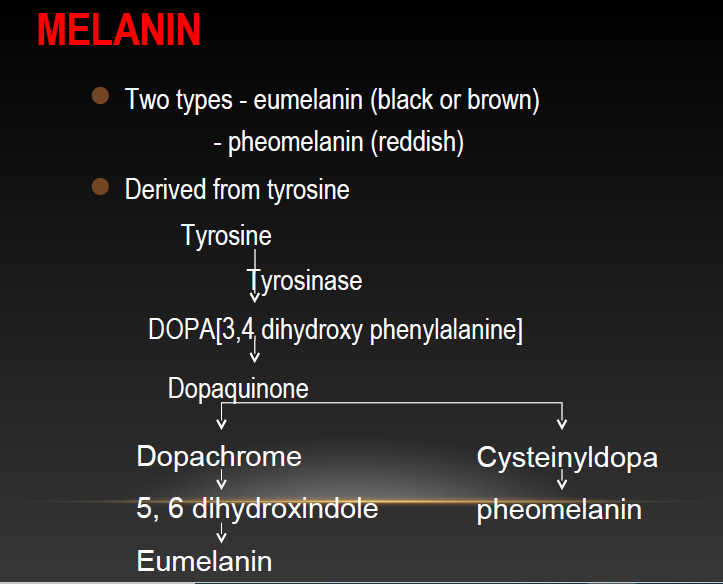 MELANIN
Two types - eumelanin (black or brown)
- pheomelanin (reddish)
Derived from tyrosine
Tyrosine
Tyrosinase
DOPA[3,4 dihydroxy phenylalanine]
Dopaquinone
Dopachrome
Cysteinyldopa
5, 6 dihydroxindole
pheomelanin
Eumelanin